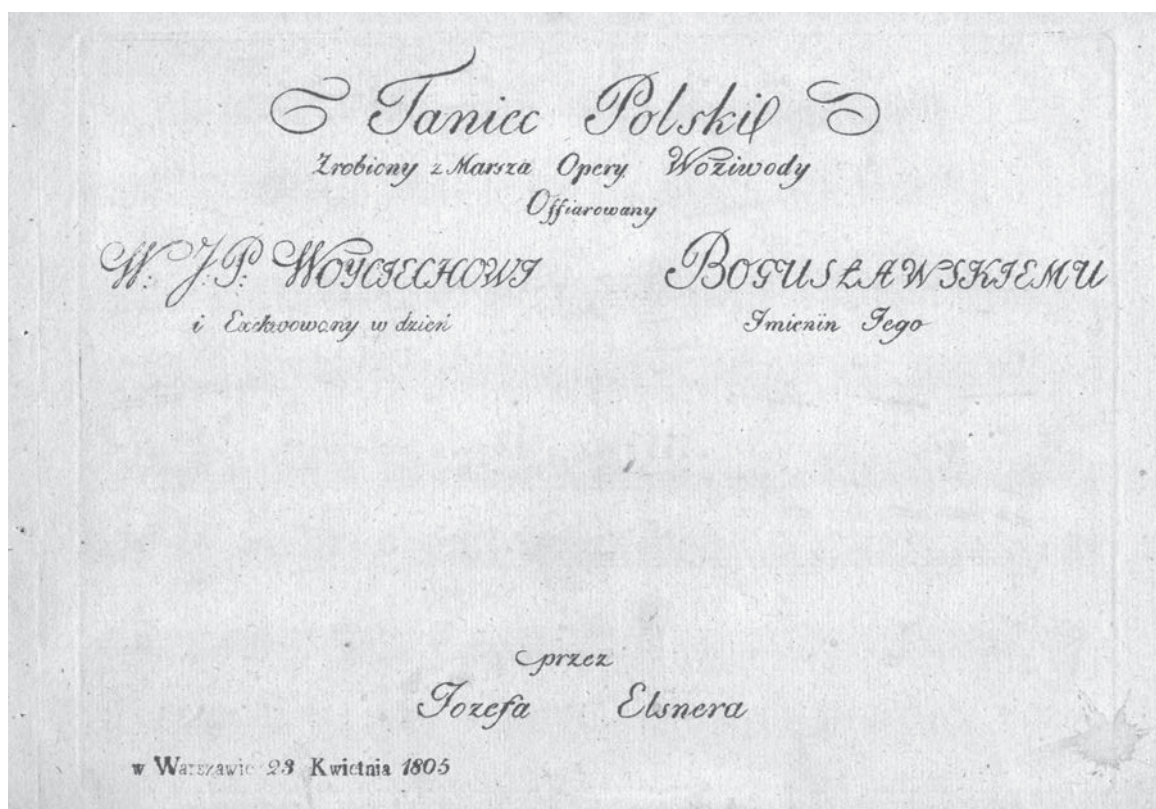 Taniec Polski
Zrobiony z Marsza Opery Woziwody
Offiarowany
W: J: P: WOYCIECHOWI BOGUSŁAWSKIEMU
i Exekwowany w dzień Imienin Jego
przez
Jozefa Elsnera
w Warszawie 23 Kwietnia 1805